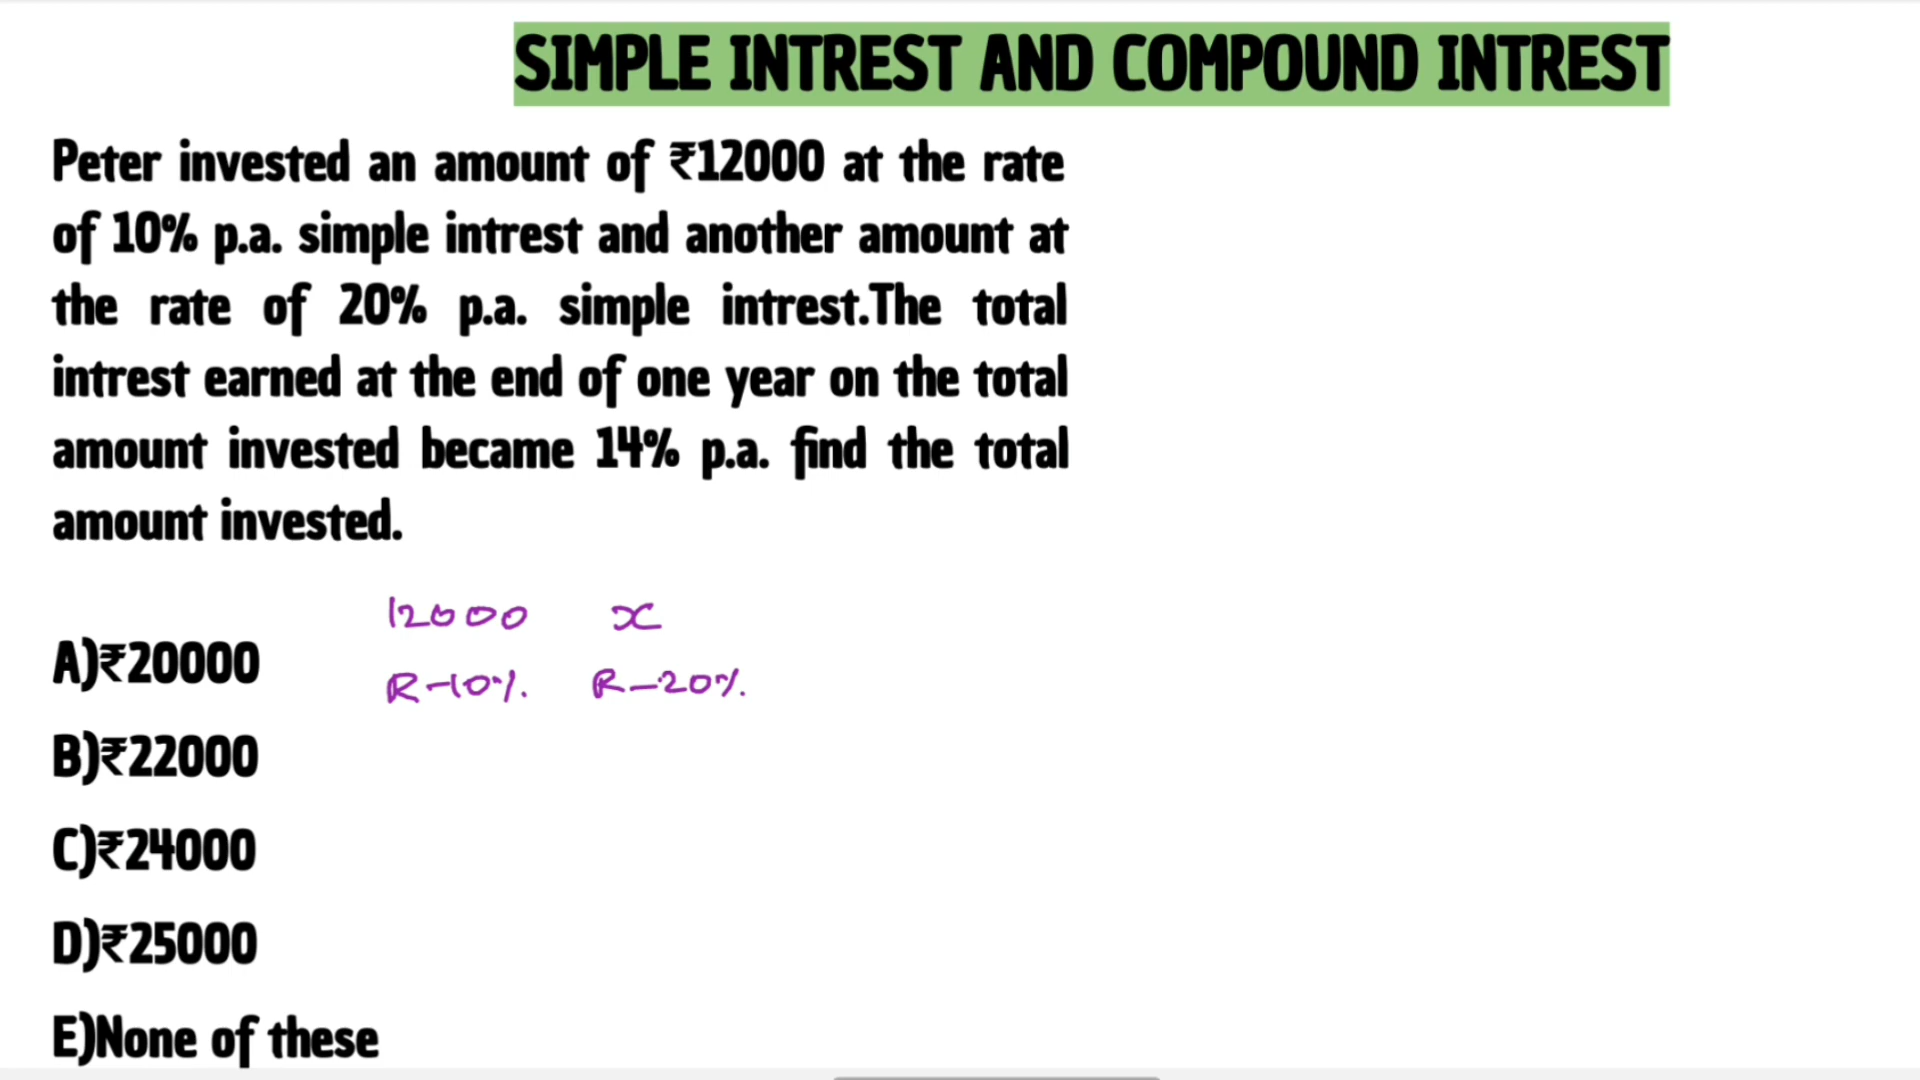 SIMPLE INTREST AND COMPOUND INTREST
Peter invested an amount of ₹12000 at the rate
of 10% p.a. simple intrest and another amount at
the rate of 20% p.a. simple intrest.The total
intrest earned at the end of one year on the total
amount invested became 14% p.a. find the total
amount invested.
12000 x
A)₹20000
R-10%. R-20%.
B)₹22000
C)₹24000
D)₹25000
E)None of these